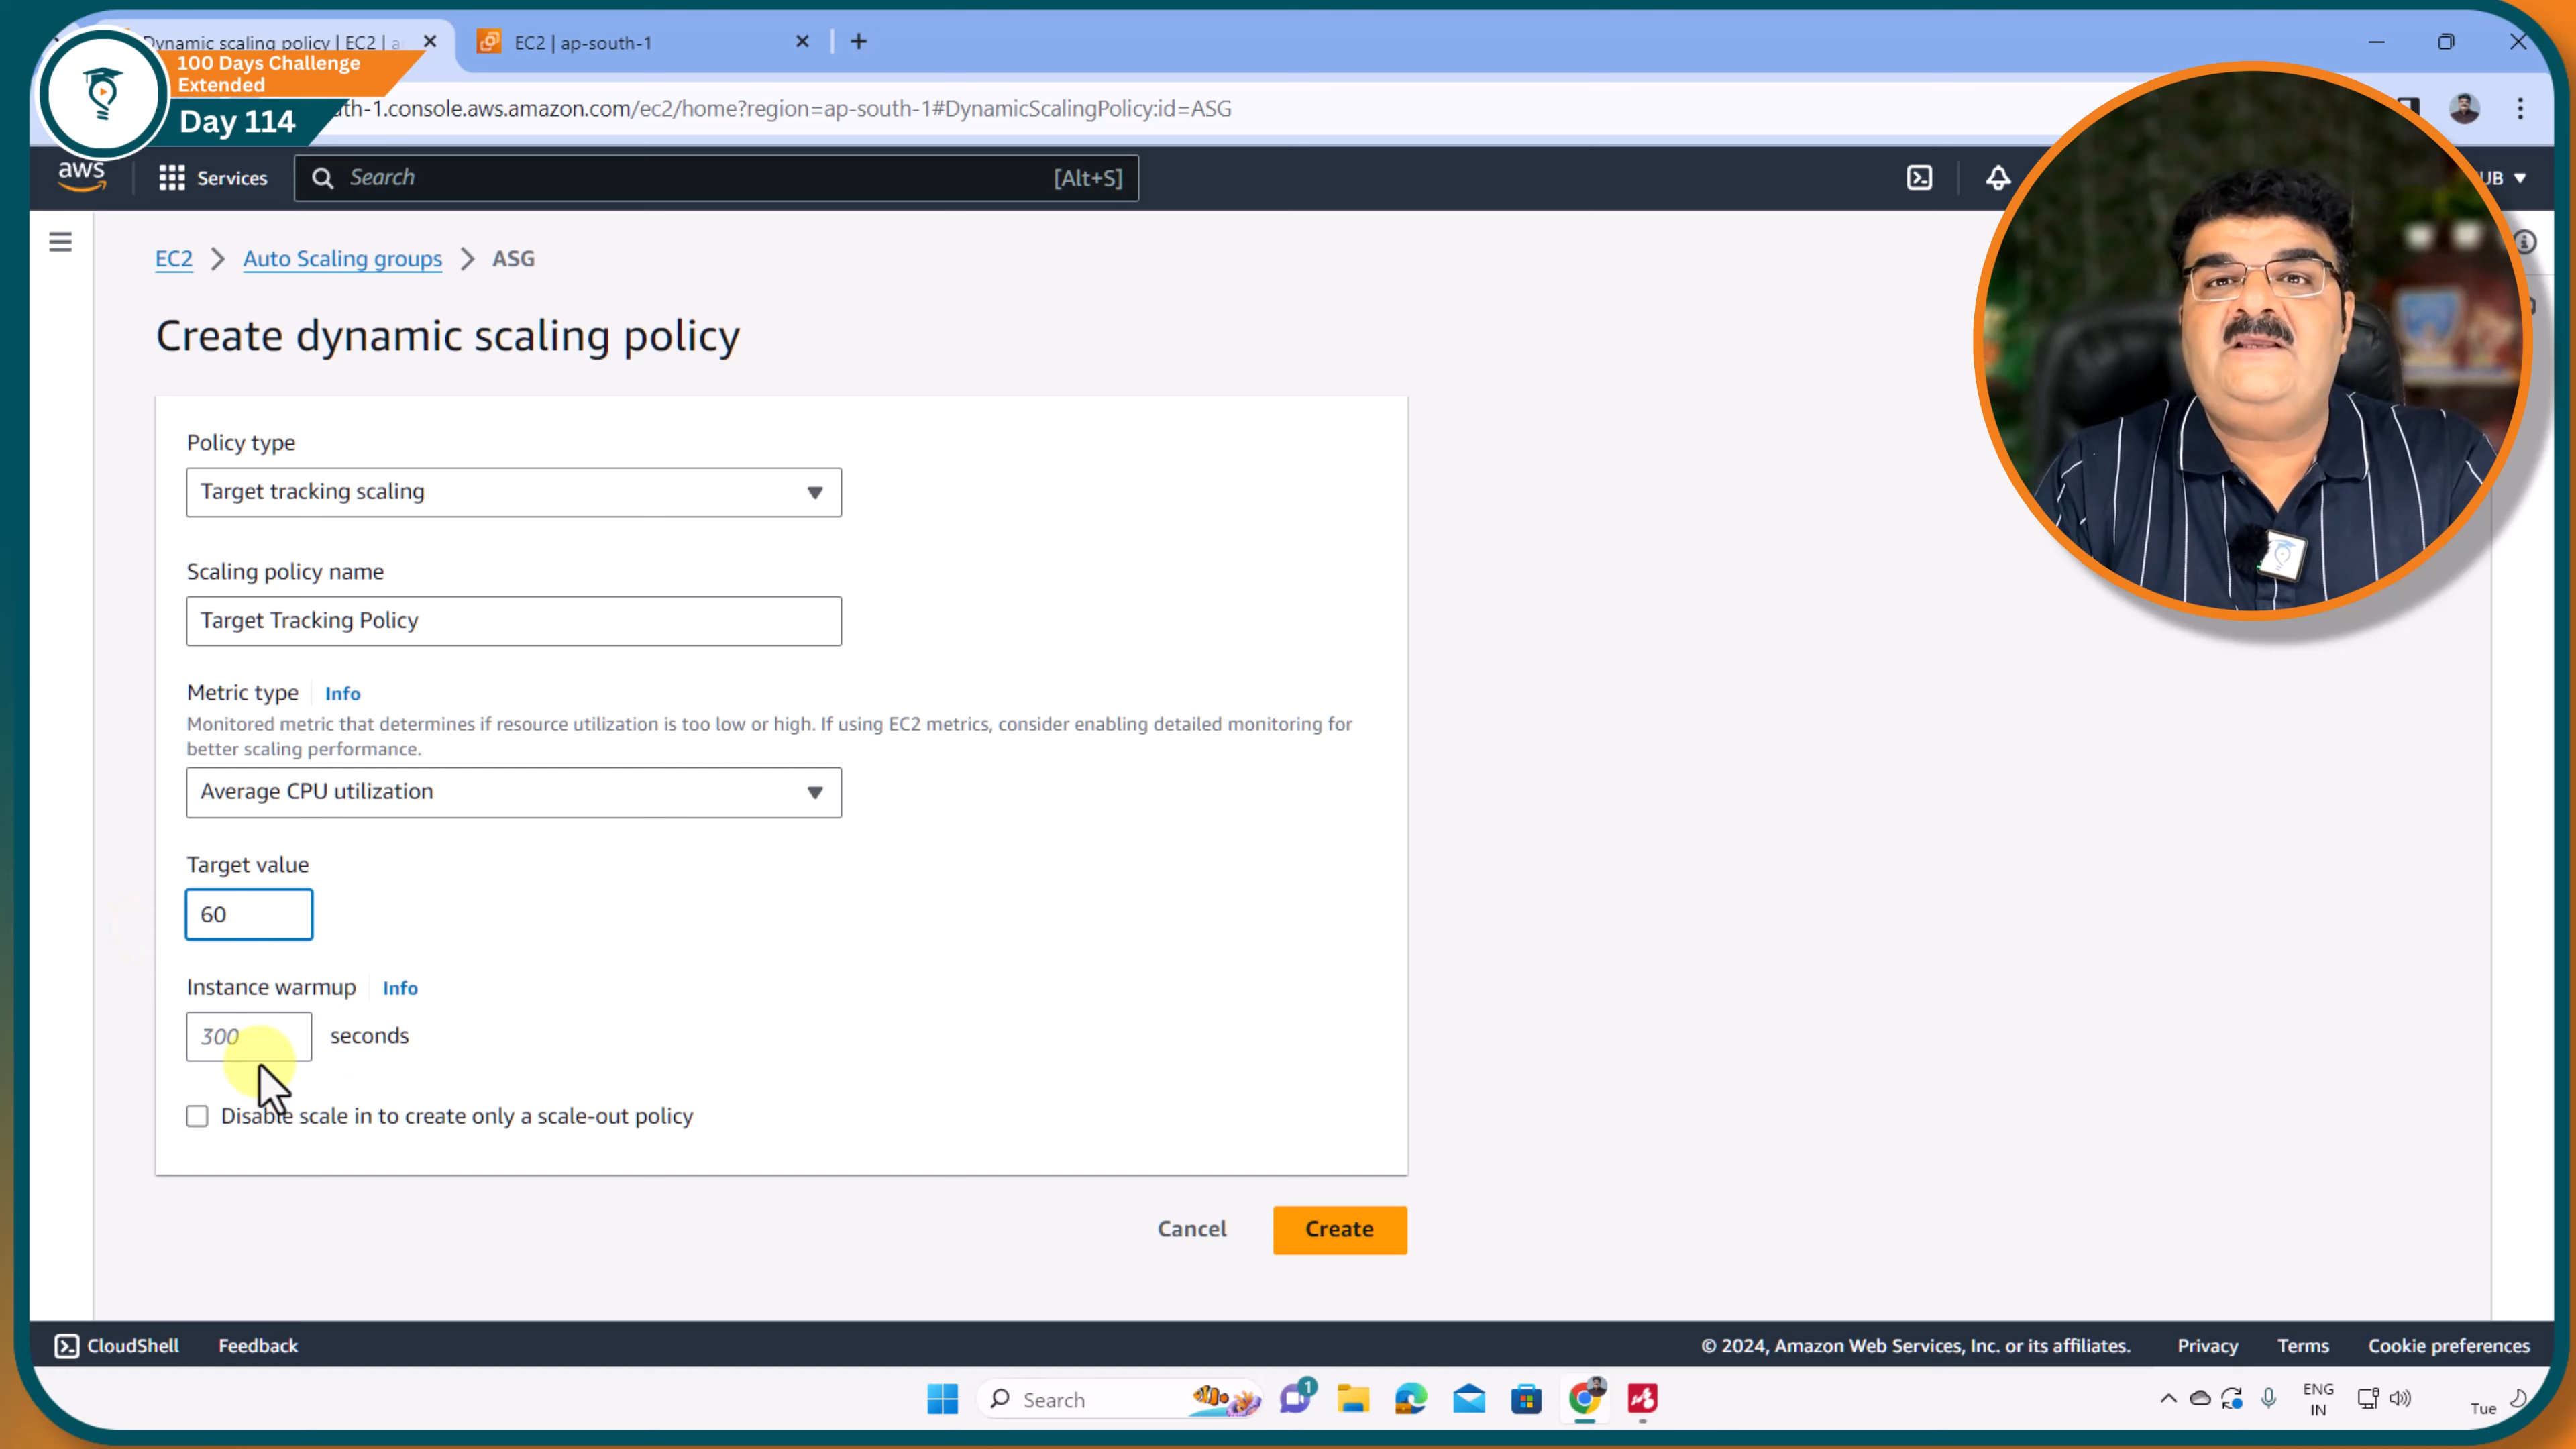 Dynamic scaling policy | EC2 | a
EC2 | ap-south-1
100 Days Challenge
Extended
Day 114
uth-1.console.aws.amazon.com/ec2/home?region=ap-south-1#DynamicScalingPolicy:id=ASG
aws
Services
Search
[Alt+S]
UB
EC2 > Auto Scaling groups > ASG
Create dynamic scaling policy
Policy type
Target tracking scaling
Scaling policy name
Target Tracking Policy
Metric type Info
Monitored metric that determines if resource utilization is too low or high. If using EC2 metrics, consider enabling detailed monitoring for
better scaling performance.
Average CPU utilization
Target value
60
Instance warmup Info
300 seconds
Disable scale in to create only a scale-out policy
Cancel
Create
CloudShell
Feedback
© 2024, Amazon Web Services, Inc. or its affiliates.
Privacy
Terms
Cookie preferences
Search
1
ENG
IN
Tue